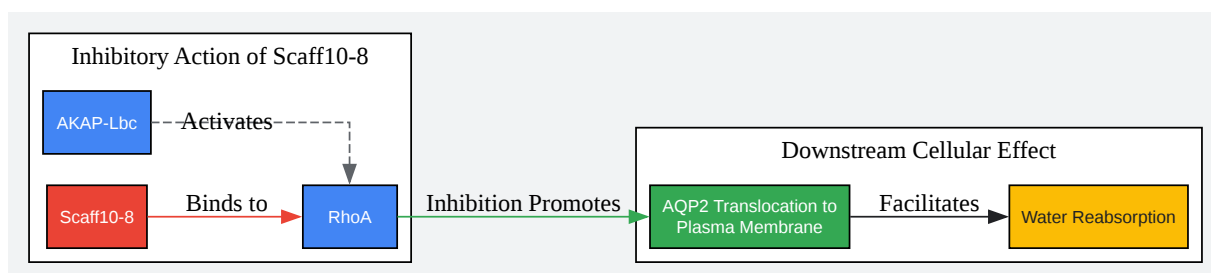 Inhibitory Action of Scaff10-8
AKAP-Lbc
Activates
Scaff10-8
Binds to
RhoA
Inhibition Promotes
Downstream Cellular Effect
AQP2 Translocation to
Plasma Membrane
Facilitates
Water Reabsorption